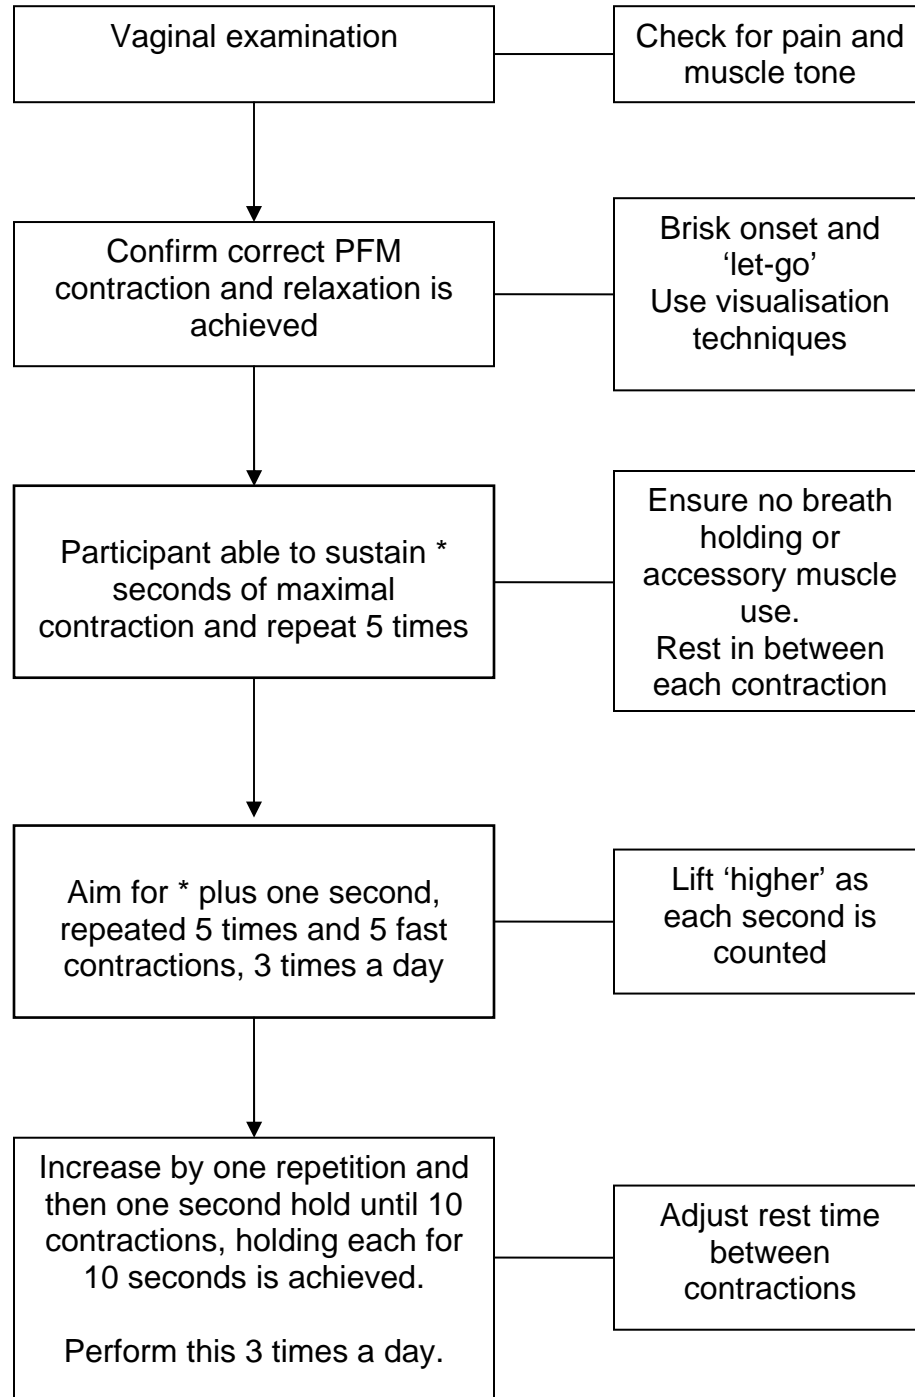 Vaginal examination
Check for pain and
muscle tone
Confirm correct PFM
contraction and relaxation is
achieved
Brisk onset and
‘let-go’
Use visualisation
techniques
Participant able to sustain *
seconds of maximal
contraction and repeat 5 times
Ensure no breath
holding or
accessory muscle
use.
Rest in between
each contraction
Aim for * plus one second,
repeated 5 times and 5 fast
contractions, 3 times a day
Lift ‘higher’ as
each second is
counted
Increase by one repetition and
then one second hold until 10
contractions, holding each for
10 seconds is achieved.
Perform this 3 times a day.
Adjust rest time
between
contractions